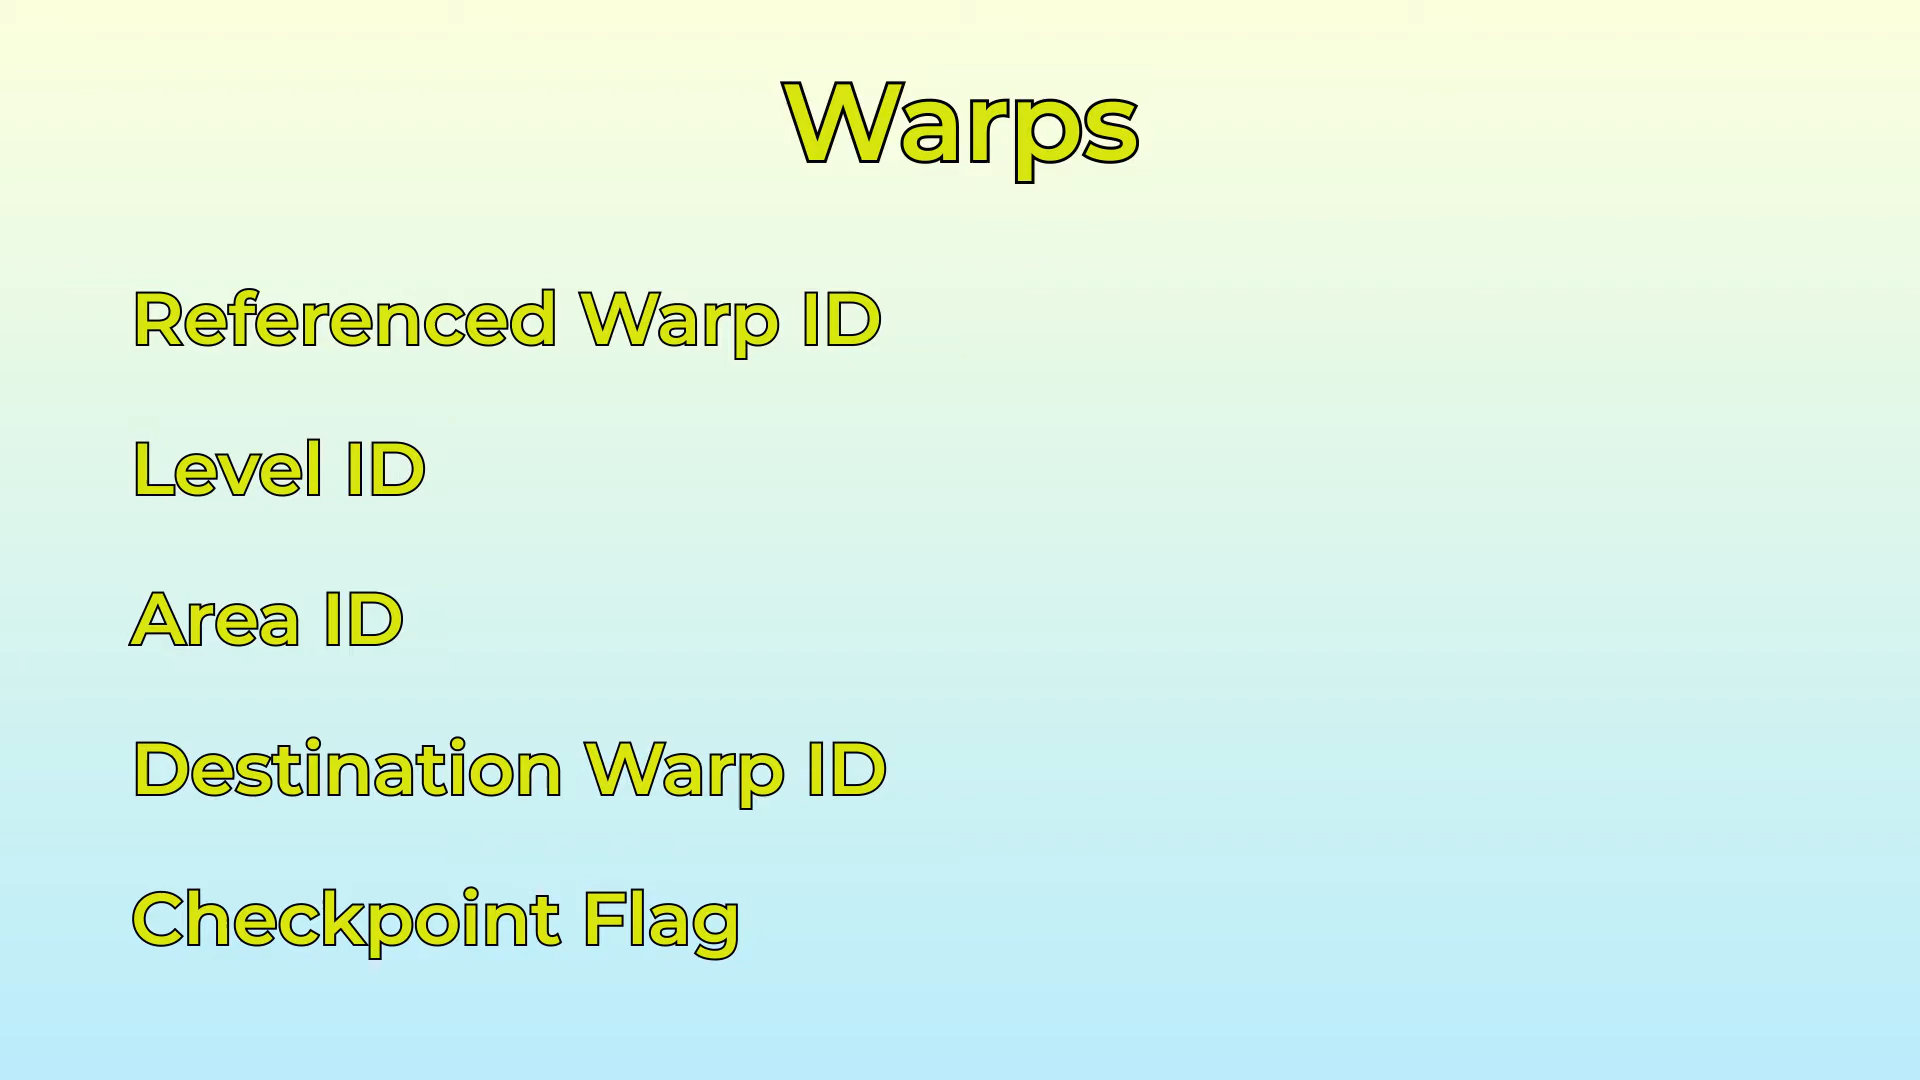 Warps
Referenced Warp ID
Level ID
Area ID
Destination Warp ID
Checkpoint Flag